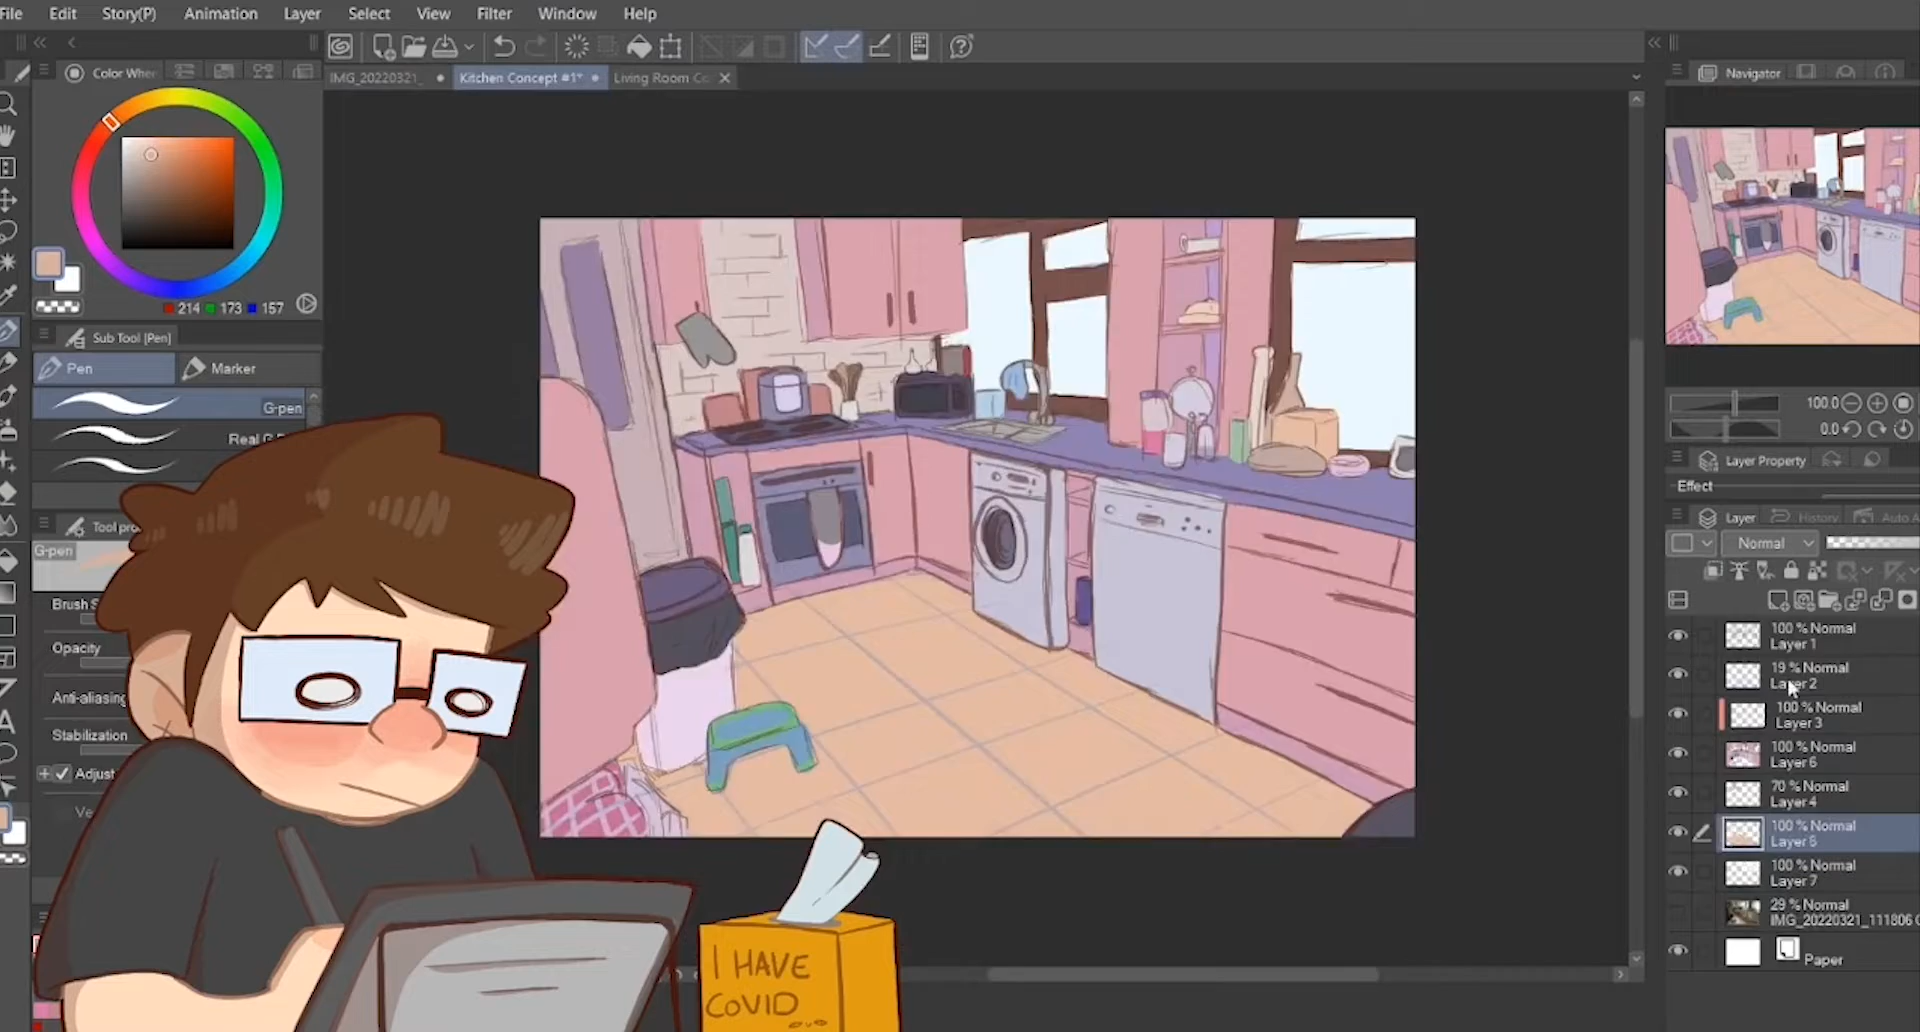 File Edit Story(P) Animation Layer Select View Filter Window Help
IMG_20220321_ Kitchen Concept #1* Living Room Co
Color Whee
214 173 157
Sub Tool [Pen]
Pen Marker
G-pen
Real G-P
Tool pro
G-pen
Brush S
Opacity
Anti-aliasing
Stabilization
Adjust
Ve
I HAVE
COVID
Navigator
100.0
0.0
Layer Property
Effect
Layer History Auto A
Normal
100 % Normal
Layer 1
19 % Normal
Layer 2
100 % Normal
Layer 3
100 % Normal
Layer 6
70 % Normal
Layer 4
100 % Normal
Layer 5
100 % Normal
Layer 7
29 % Normal
IMG_20220321_111806
Paper